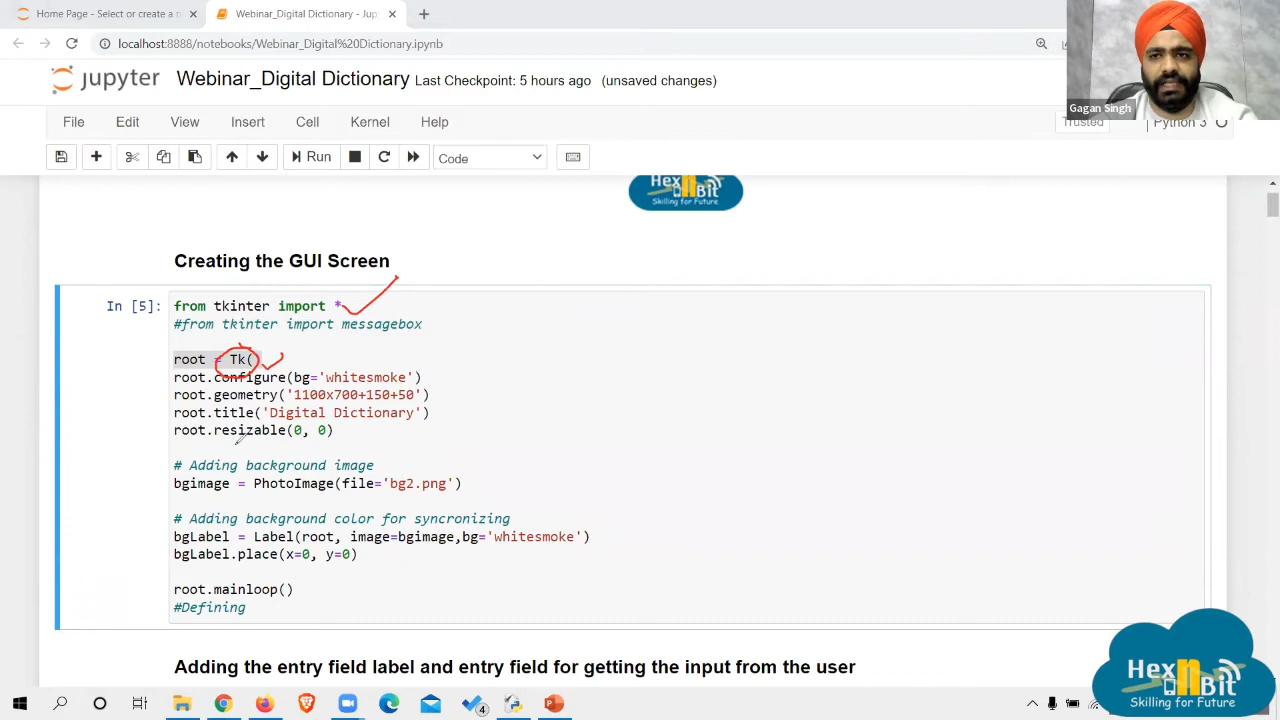 Home Page - Select or create a n
Webinar_Digital Dictionary - Jup
localhost:8888/notebooks/Webinar_Digital%20Dictionary.ipynb
jupyter Webinar_Digital Dictionary Last Checkpoint: 5 hours ago (unsaved changes)
Gagan Singh
File Edit View Insert Cell Kernel Help Trusted Python 3
Run Code
Hex n Bit
Skilling for Future
Creating the GUI Screen
In [5]:
from tkinter import *
#from tkinter import messagebox
root = Tk()
root.configure(bg='whitesmoke')
root.geometry('1100x700+150+50')
root.title('Digital Dictionary')
root.resizable(0, 0)
# Adding background image
bgimage = PhotoImage(file='bg2.png')
# Adding background color for syncronizing
bgLabel = Label(root, image=bgimage,bg='whitesmoke')
bgLabel.place(x=0, y=0)
root.mainloop()
#Defining
Adding the entry field label and entry field for getting the input from the user
Hex n Bit
Skilling for Future
4